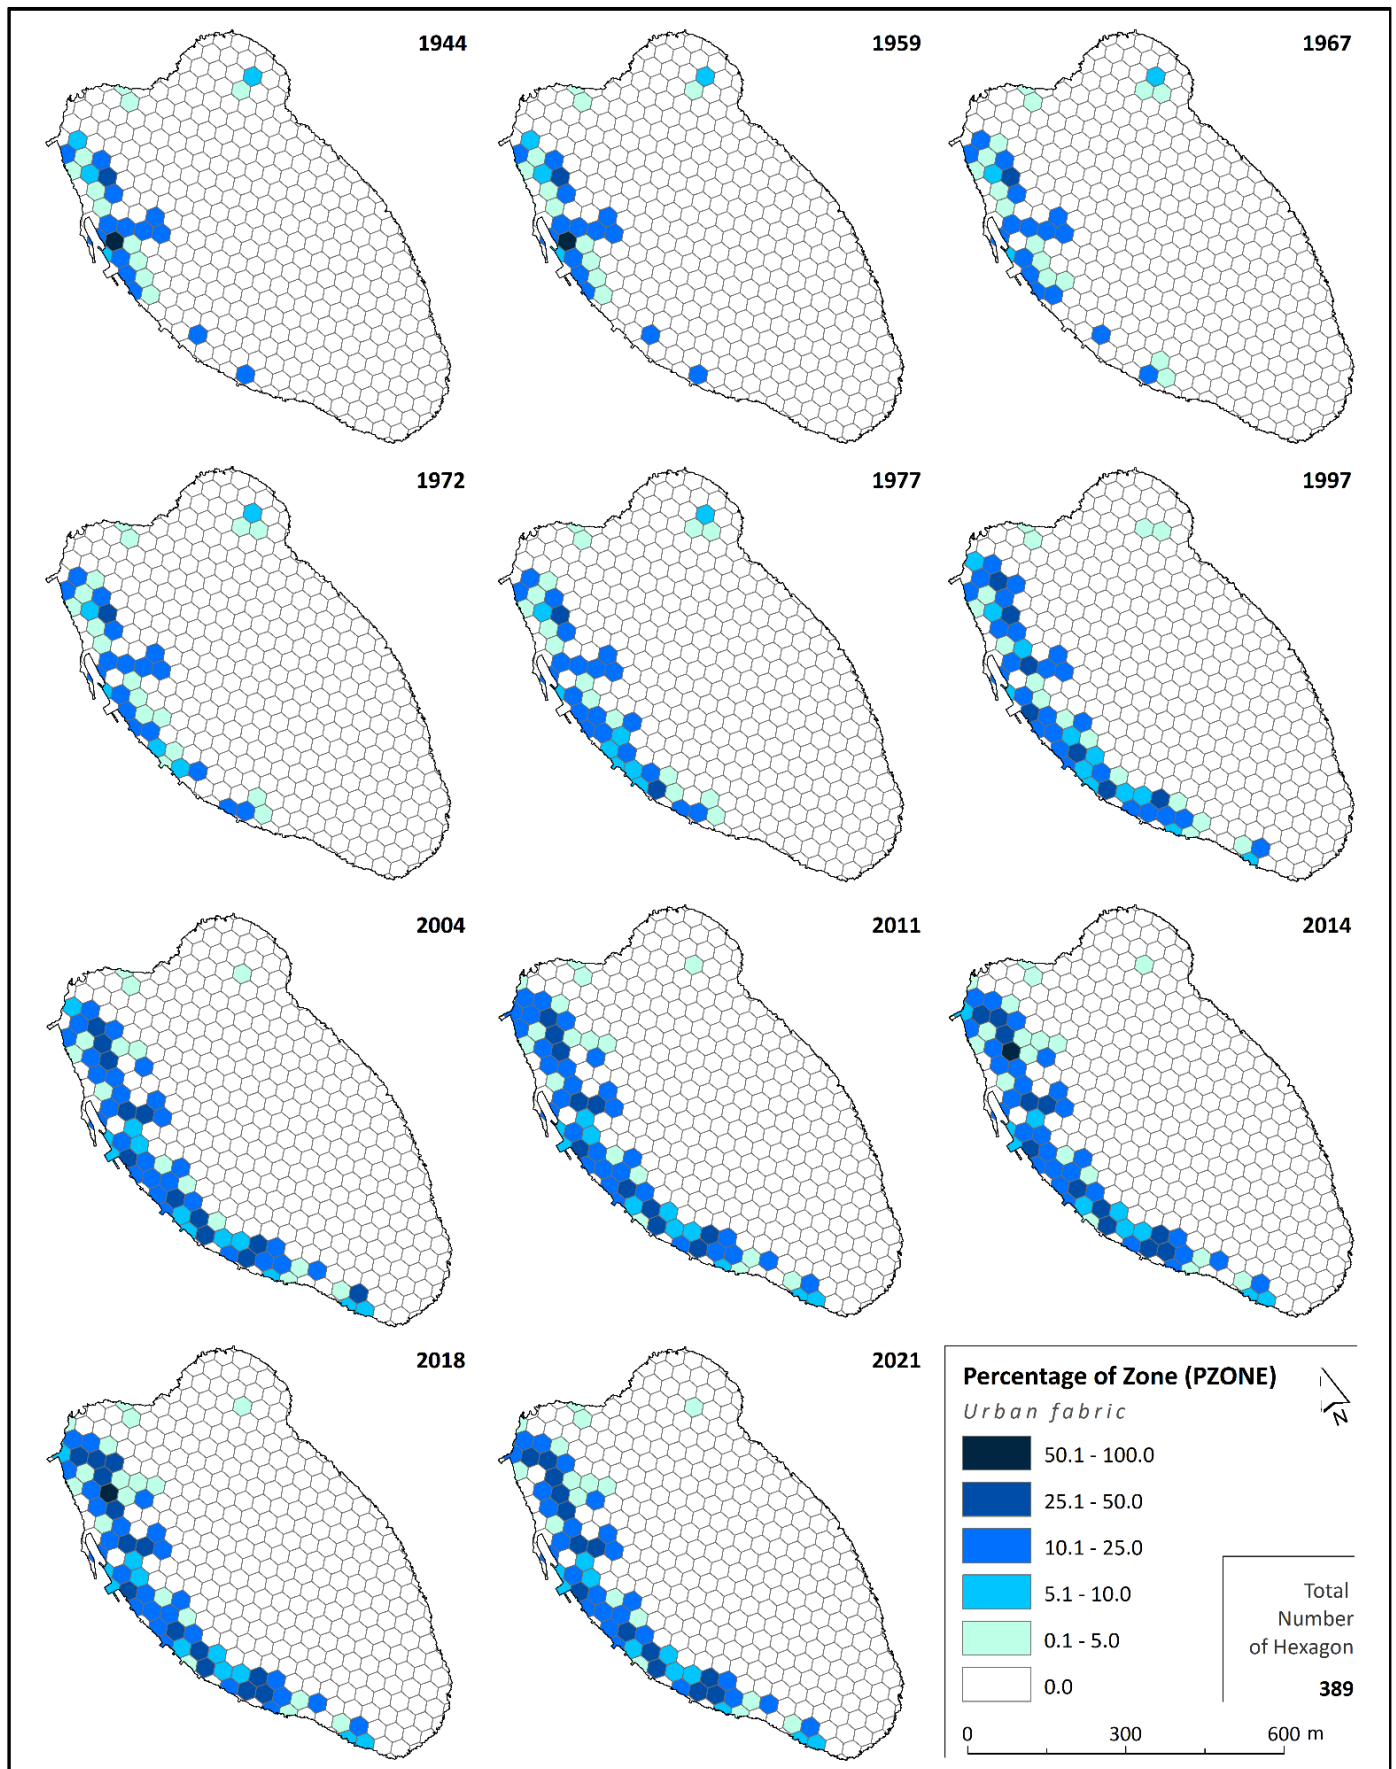 1944
1959
1967
1972
1977
1997
2004
2011
2014
2018
2021
Percentage of Zone (PZONE)
Urban fabric
50.1 - 100.0
25.1 - 50.0
10.1 - 25.0
5.1 - 10.0
0.1 - 5.0
0.0
N
Total
Number
of Hexagon
389
0 300 600 m